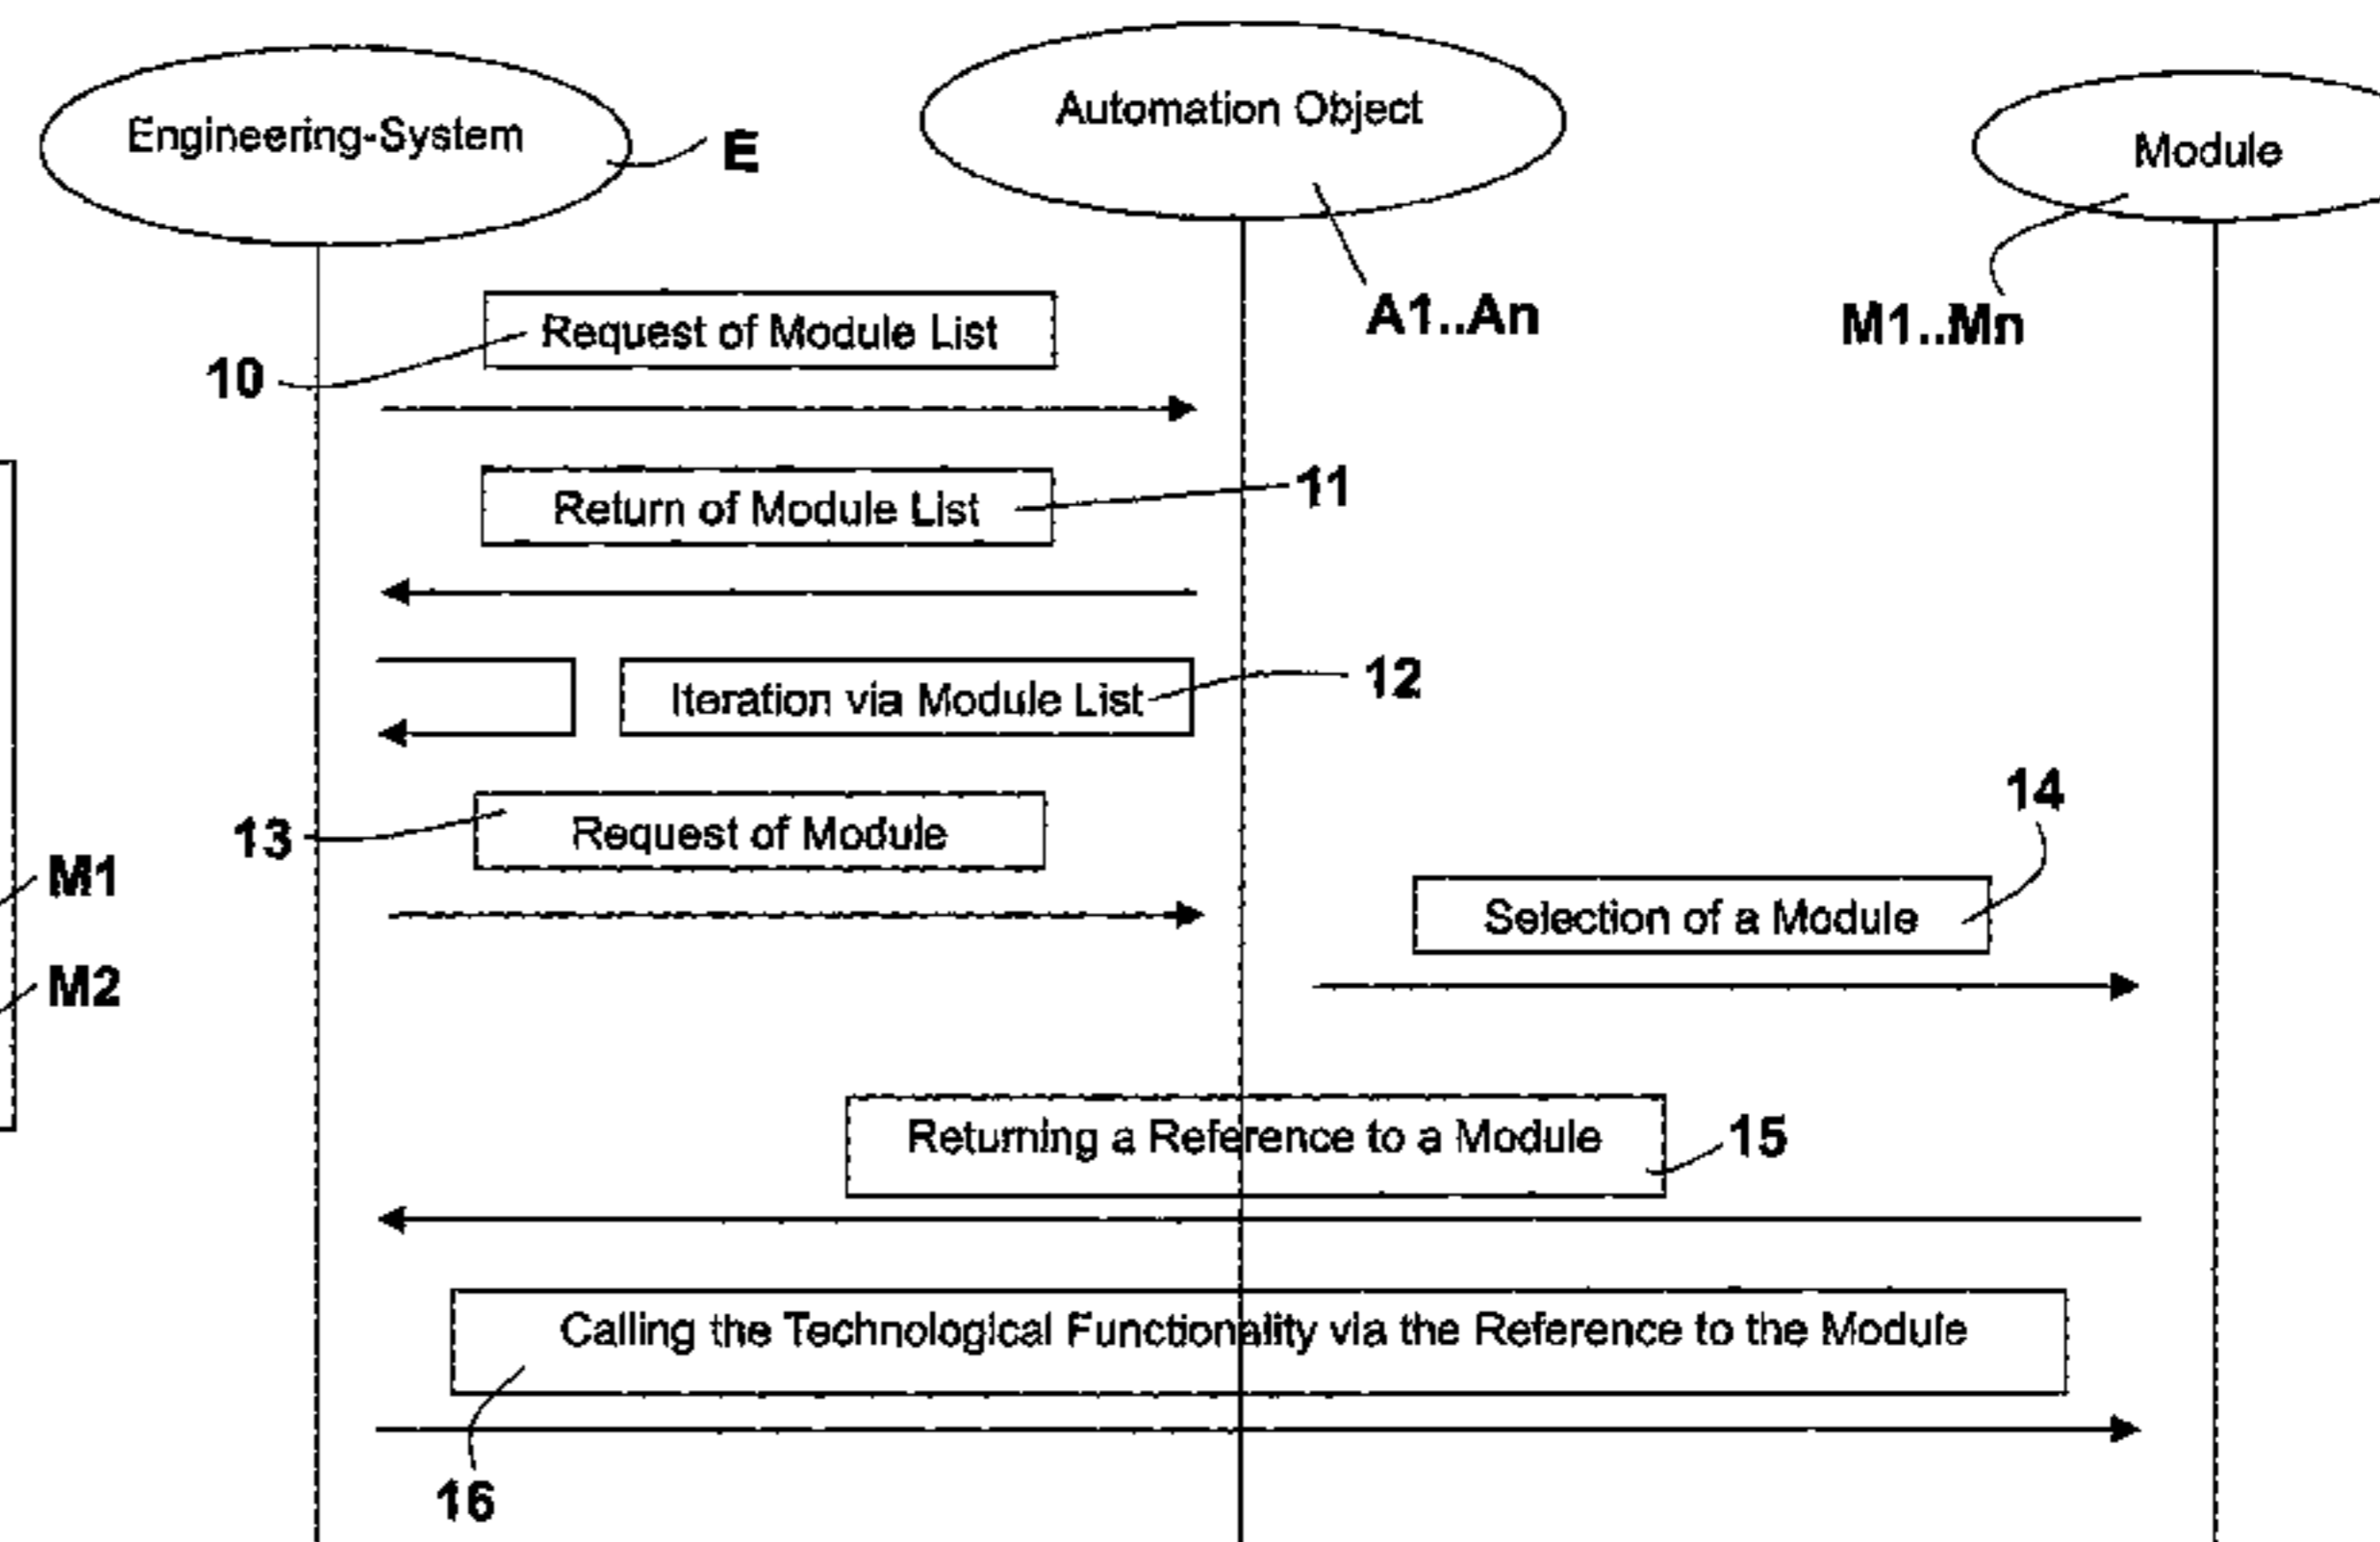 Engineering-System
E
Automation Object
A1..An
Module
M1..Mn
Request of Module List
10
Return of Module List
11
Iteration via Module List
12
Request of Module
13
M1
M2
Selection of a Module
14
Returning a Reference to a Module
15
Calling the Technological Functionality via the Reference to the Module
16